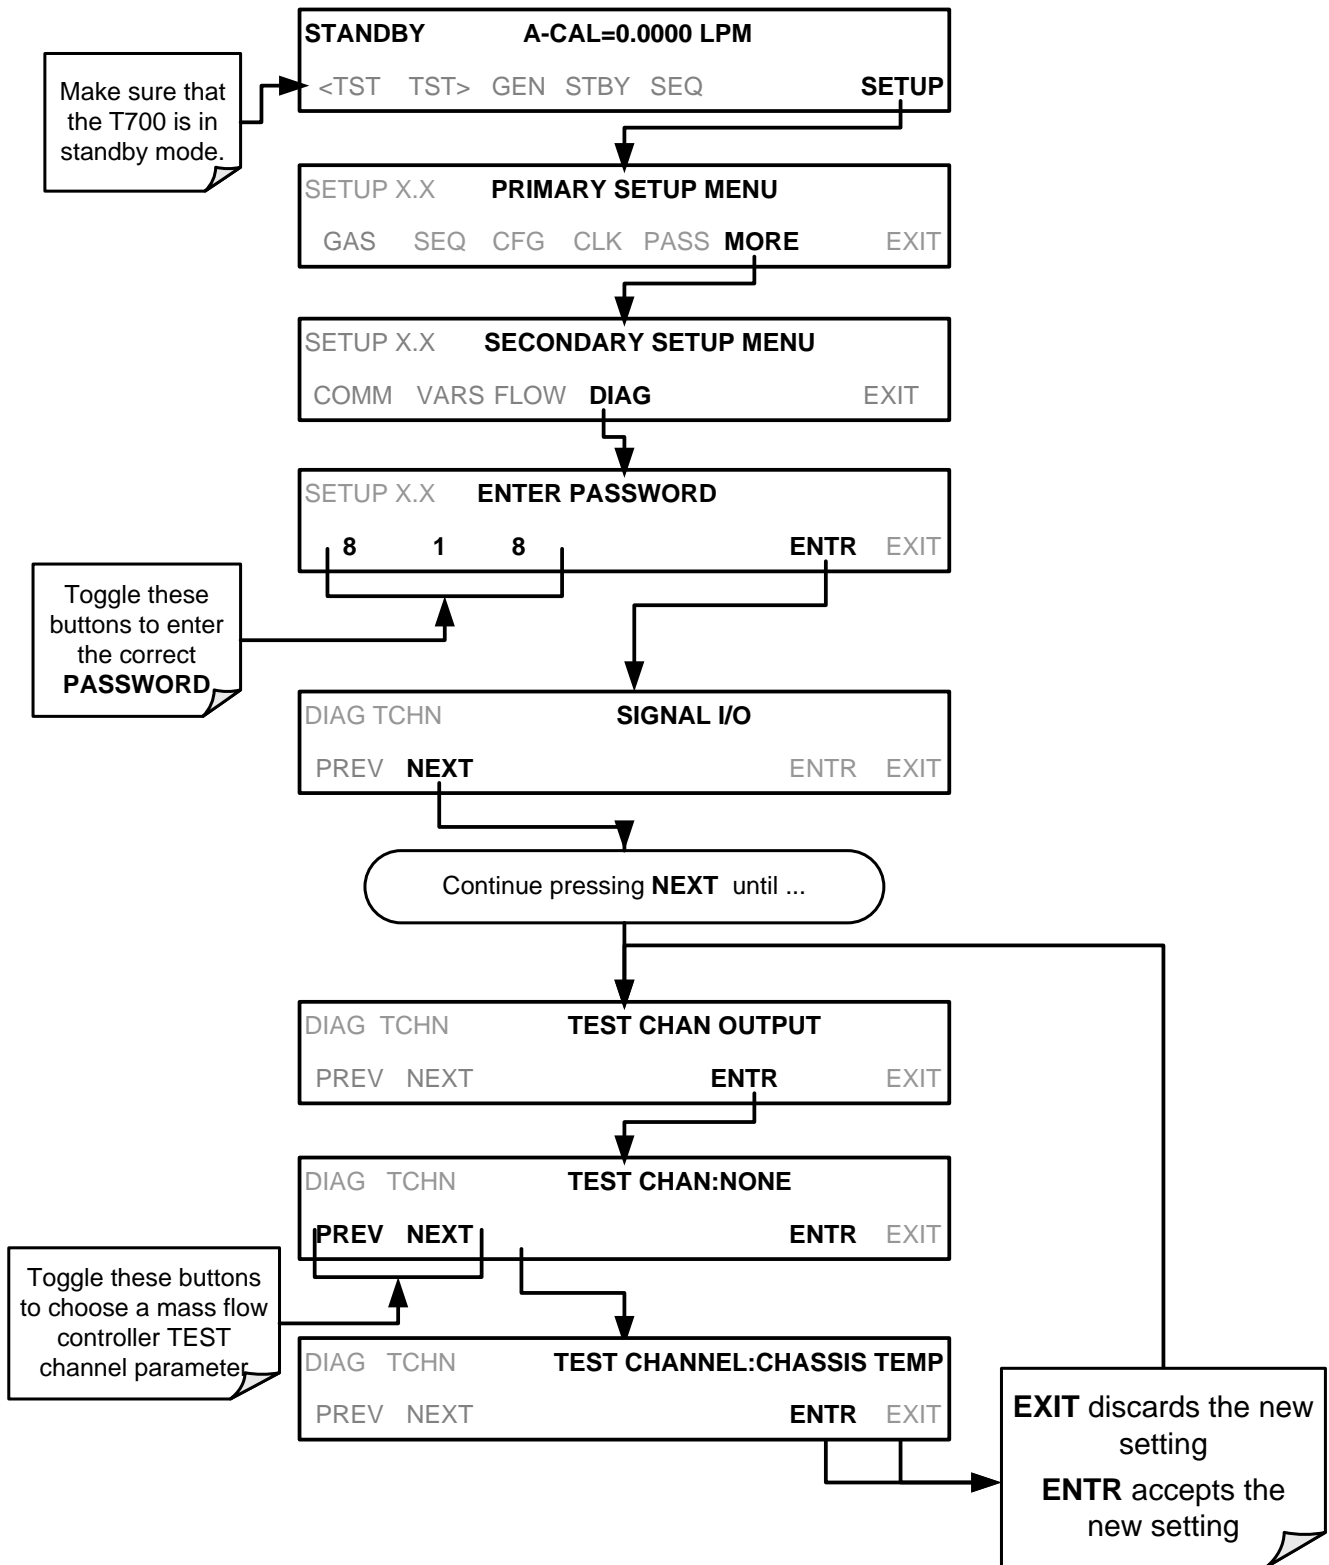 STANDBY A-CAL=0.0000 LPM
<TST TST> GEN STBY SEQ SETUP
Make sure that
the T700 is in
standby mode.
SETUP X.X PRIMARY SETUP MENU
GAS SEQ CFG CLK PASS MORE EXIT
SETUP X.X SECONDARY SETUP MENU
COMM VARS FLOW DIAG EXIT
SETUP X.X ENTER PASSWORD
8 1 8 ENTR EXIT
Toggle these
buttons to enter
the correct
PASSWORD
DIAG TCHN SIGNAL I/O
PREV NEXT ENTR EXIT
Continue pressing NEXT until ...
DIAG TCHN TEST CHAN OUTPUT
PREV NEXT ENTR EXIT
DIAG TCHN TEST CHAN:NONE
PREV NEXT ENTR EXIT
Toggle these buttons
to choose a mass flow
controller TEST
channel parameter
DIAG TCHN TEST CHANNEL:CHASSIS TEMP
PREV NEXT ENTR EXIT
EXIT discards the new
setting
ENTR accepts the
new setting